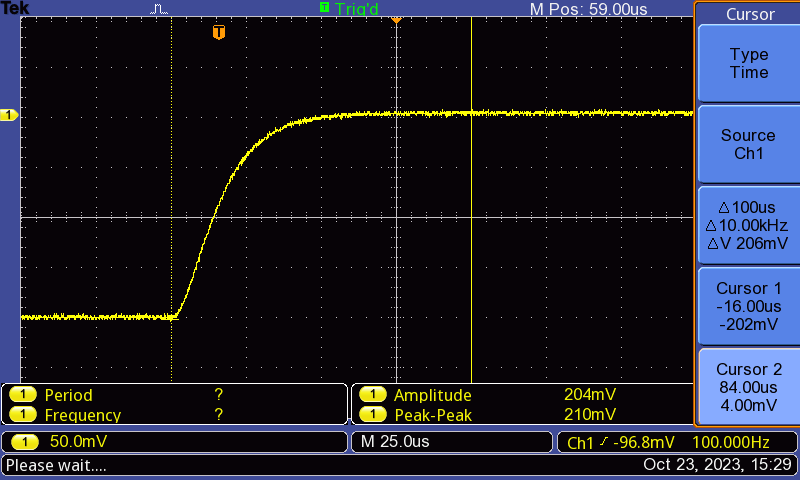 Tek
T Trig'd
M Pos: 59.00us
Cursor
T
1
Type
Time
Source
Ch1
△100us
△10.00kHz
△V 206mV
Cursor 1
-16.00us
-202mV
Cursor 2
84.00us
4.00mV
1 Period ?
1 Frequency ?
1 Amplitude 204mV
1 Peak-Peak 210mV
1 50.0mV
M 25.0us
Ch1 -96.8mV 100.000Hz
Please wait....
Oct 23, 2023, 15:29